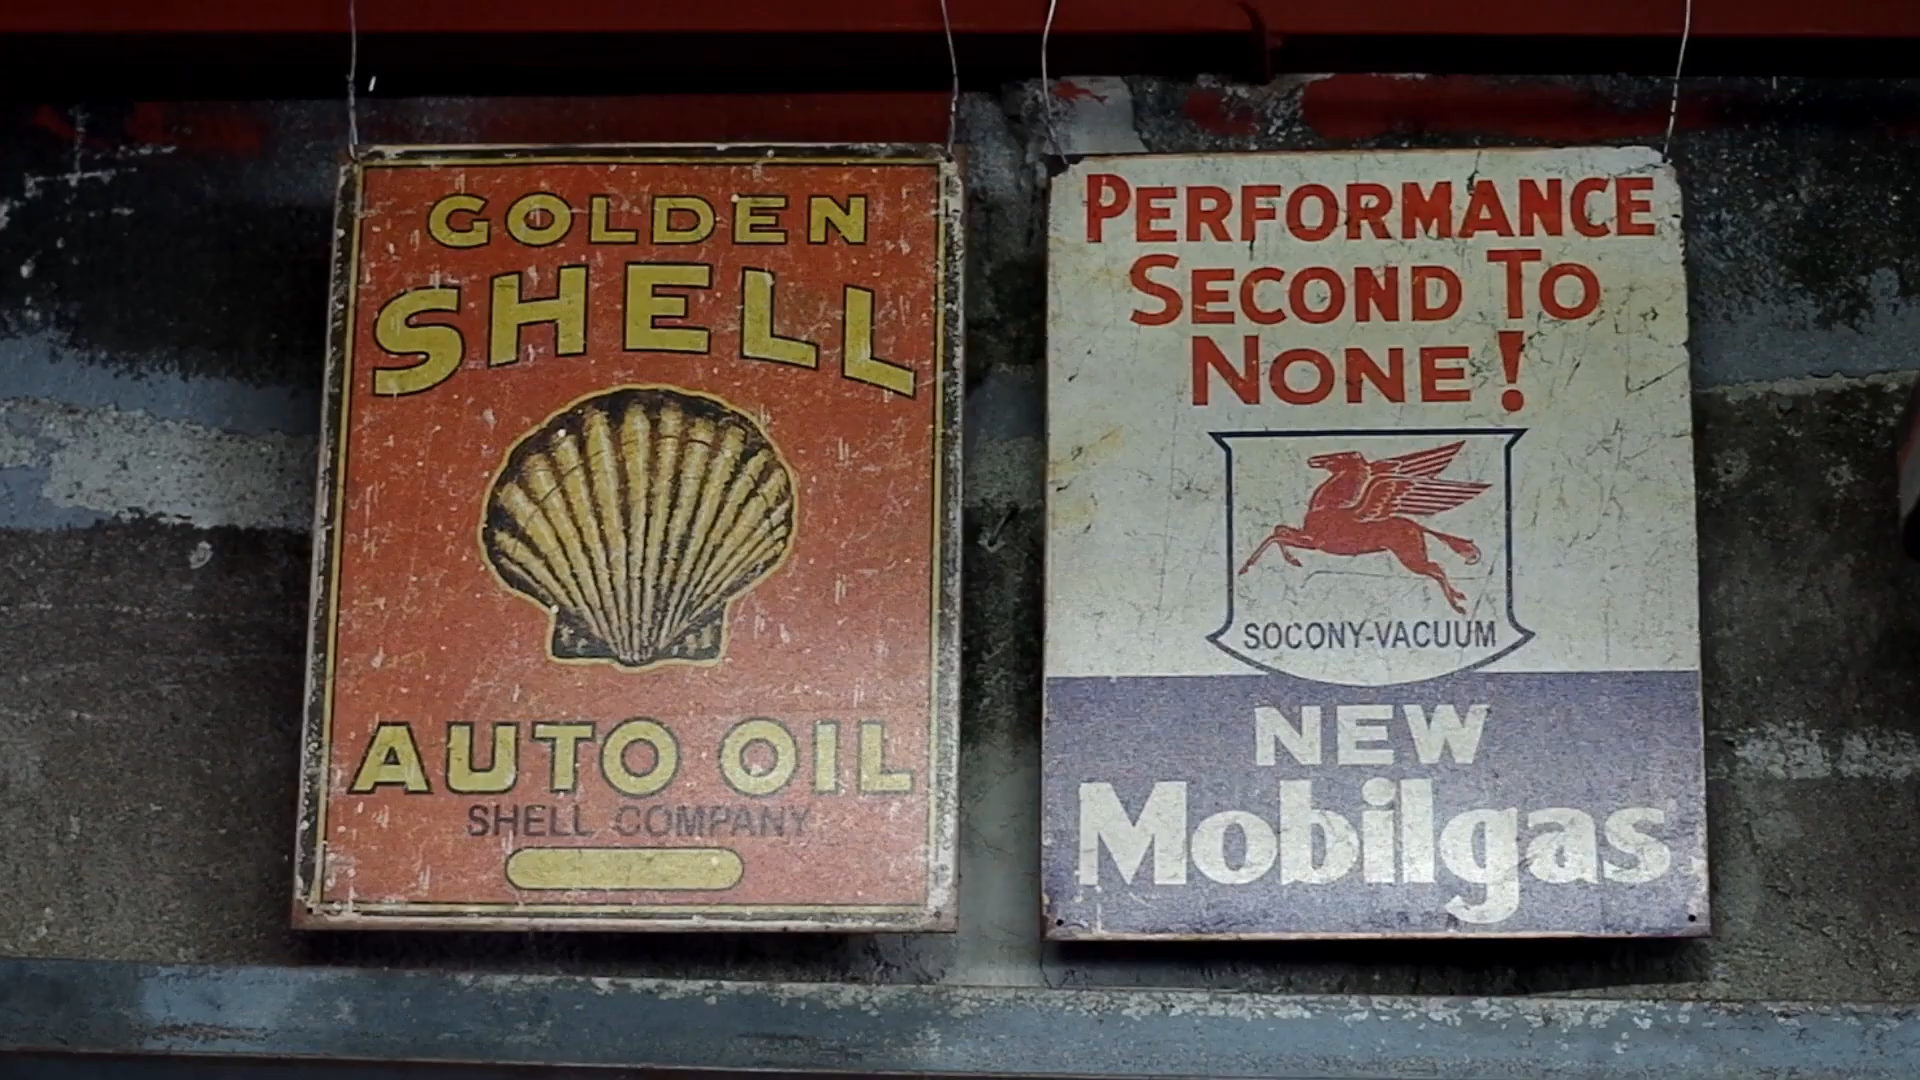 GOLDEN
SHELL
AUTO OIL
SHELL COMPANY
PERFORMANCE
SECOND TO
NONE!
SOCONY-VACUUM
NEW
Mobilgas